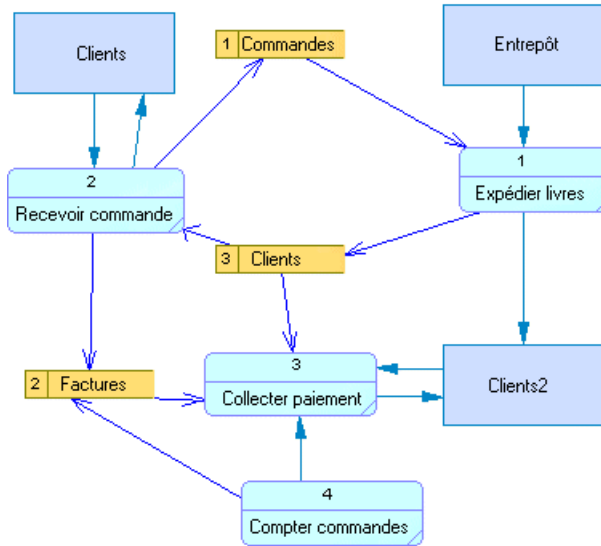 Clients
1 Commandes
Entrepôt
2
Recevoir commande
1
Expédier livres
3 Clients
2 Factures
3
Collecter paiement
Clients2
4
Compter commandes